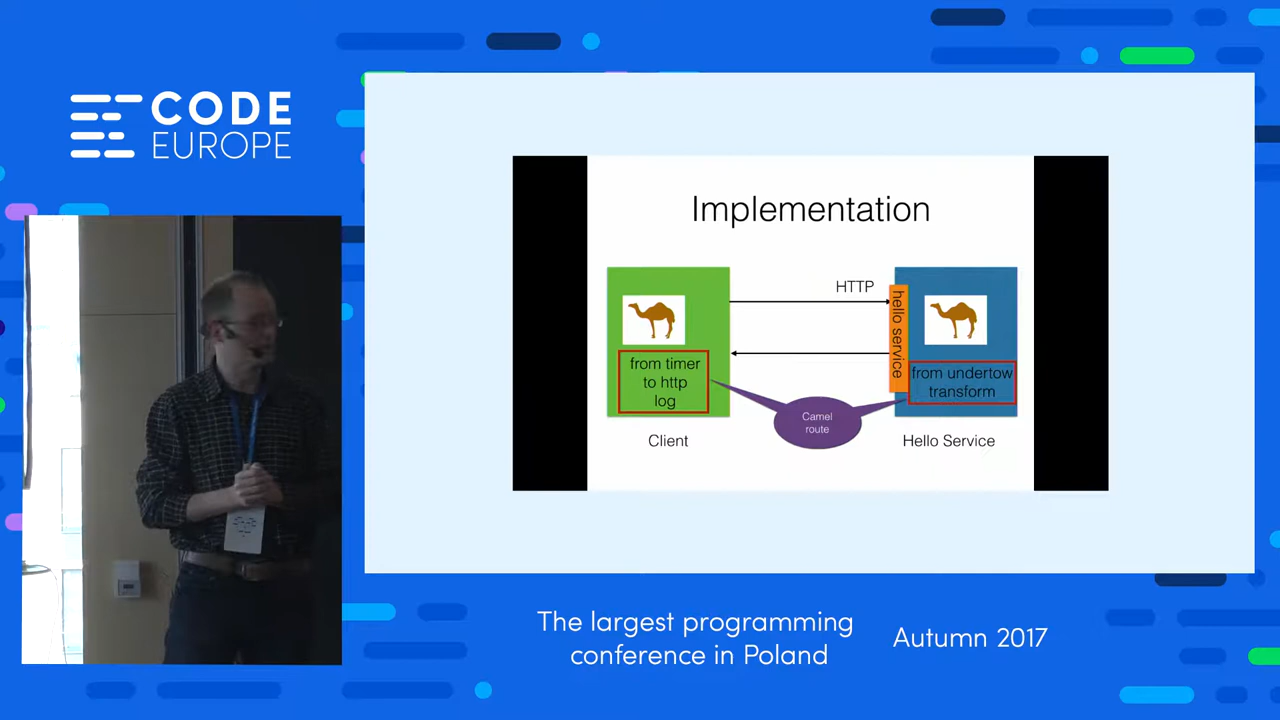 CODE
EUROPE
Implementation
HTTP
hello service
from timer
to http
log
from undertow
transform
Camel
route
Client
Hello Service
The largest programming
conference in Poland
Autumn 2017